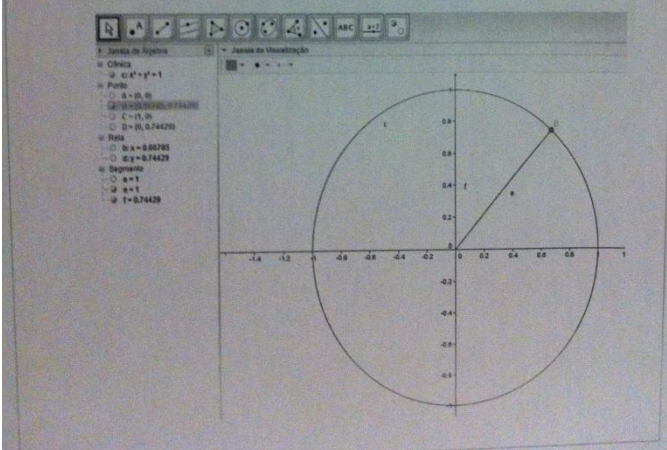 ABC
a=2
Janela de Álgebra
Janela de Visualização
Cônica
c: x² + y² = 1
Ponto
A = (0, 0)
C = (1, 0)
D = (0, 0.74429)
Reta
b: x = 0.66785
d: y = 0.74429
Segmento
a = 1
e = 1
f = 0.74429
c
B
f
e
0.8
0.6
0.4
0.2
0
-1.4
-1.2
-1
-0.8
-0.6
-0.4
-0.2
0
0.2
0.4
0.6
0.8
1
-0.2
-0.4
-0.6
-0.8
-1